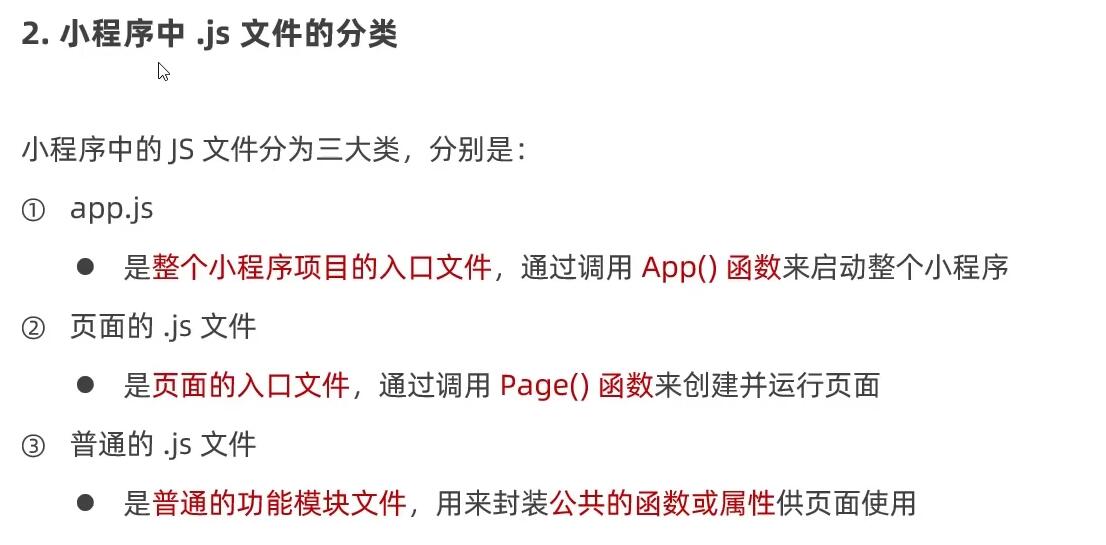 2. 小程序中 .js 文件的分类
小程序中的 JS 文件分为三大类，分别是：
① app.js
● 是整个小程序项目的入口文件，通过调用 App() 函数来启动整个小程序
② 页面的 .js 文件
● 是页面的入口文件，通过调用 Page() 函数来创建并运行页面
③ 普通的 .js 文件
● 是普通的功能模块文件，用来封装公共的函数或属性供页面使用